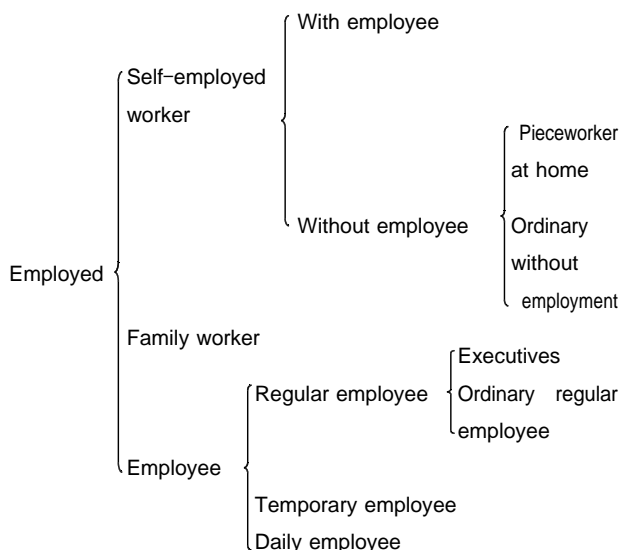 With employee
Self-employed
worker
Pieceworker
at home
Without employee
Ordinary
without
employment
Employed
Family worker
Executives
Regular employee
Ordinary regular
employee
Employee
Temporary employee
Daily employee